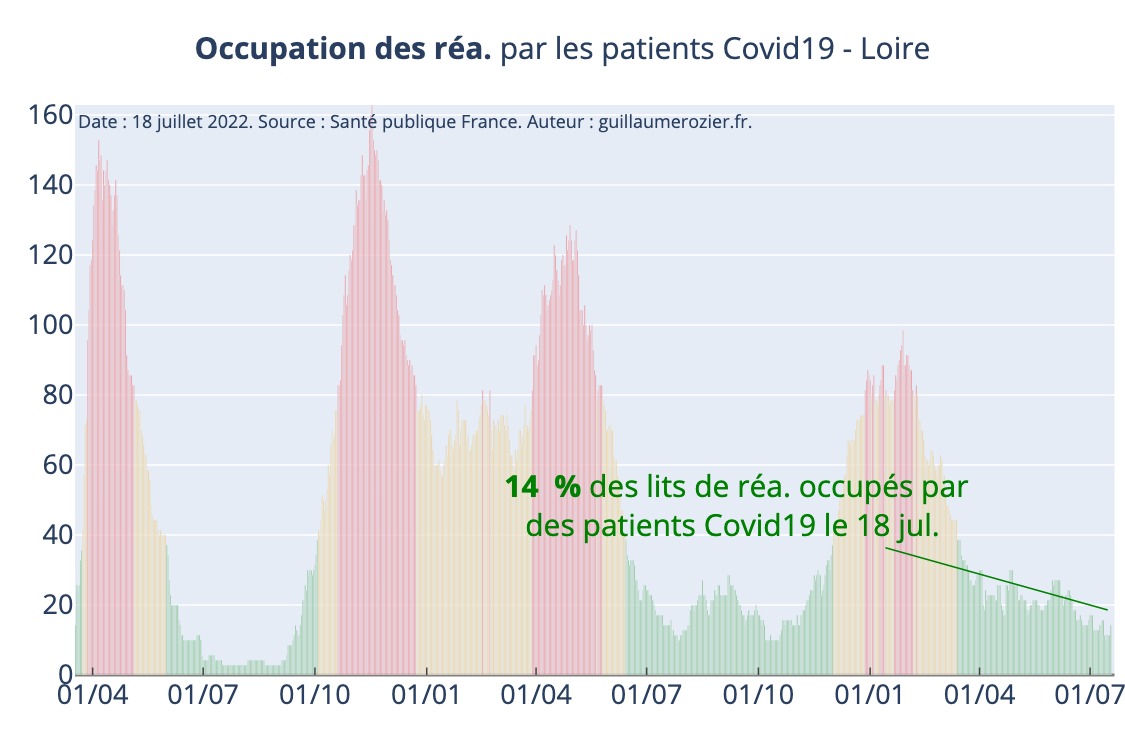 Occupation des réa. par les patients Covid19 - Loire
160
Date : 18 juillet 2022. Source : Santé publique France. Auteur : guillaumerozier.fr.
140
120
100
80
60
14 % des lits de réa. occupés par
des patients Covid19 le 18 jul.
40
20
0
01/04 01/07 01/10 01/01 01/04 01/07 01/10 01/01 01/04 01/07